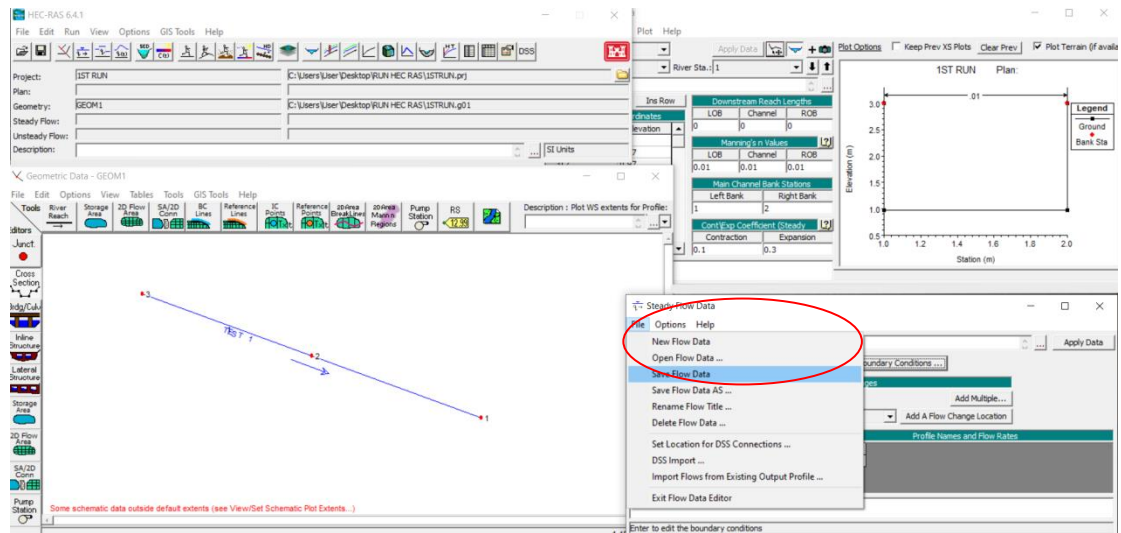 HEC-RAS 6.4.1
File Edit Run View Options GIS Tools Help
DSS
Project: 1ST RUN C:\Users\User\Desktop\RUN HEC RAS\1STRUN.prj
Plan:
Geometry: GEOM1 C:\Users\User\Desktop\RUN HEC RAS\1STRUN.g01
Steady Flow:
Unsteady Flow:
Description: ... SI Units
Plot Help
Apply Data
Plot Options Keep Prev XS Plots Clear Prev Plot Terrain (if availa
River Sta.: 1
...
Ins Row
Downstream Reach Lengths
LOB Channel ROB
0 0 0
Manning's n Values
LOB Channel ROB
0.01 0.01 0.01
Main Channel Bank Stations
Left Bank Right Bank
1 2
Cont\Exp Coefficient (Steady
Contraction Expansion
0.1 0.3
1ST RUN Plan:
.01
Legend
Ground
Bank Sta
Elevation (m)
3.0
2.5
2.0
1.5
1.0
0.5
1.0 1.2 1.4 1.6 1.8 2.0
Station (m)
Geometric Data - GEOM1
File Edit Options View Tables Tools GIS Tools Help
Tools River Reach Storage Area 2D Flow Area SA/2D Conn BC Lines Reference Lines IC Points Reference Points 2DArea BreakLines 2DArea Mann n Regions Pump Station RS
Description : Plot WS extents for Profile:
Junct.
Cross Section
Inline Structure
Lateral Structure
Storage Area
2D Flow Area
SA/2D Conn
Pump Station
3
TEST 1
2
1
Some schematic data outside default extents (see View/Set Schematic Plot Extents...)
Steady Flow Data
File Options Help
New Flow Data
Open Flow Data ...
Save Flow Data
Save Flow Data AS ...
Rename Flow Title ...
Delete Flow Data ...
Set Location for DSS Connections ...
DSS Import ...
Import Flows from Existing Output Profile ...
Exit Flow Data Editor
... Apply Data
oundary Conditions ...
Add Multiple...
Add A Flow Change Location
Profile Names and Flow Rates
Enter to edit the boundary conditions